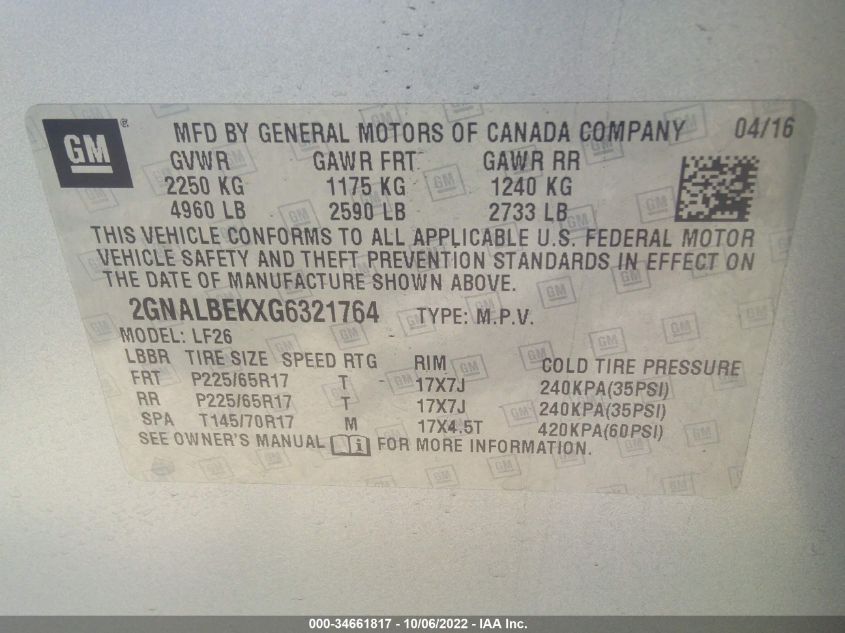 GM ® MFD BY GENERAL MOTORS OF CANADA COMPANY 04/16
GVWR GAWR FRT GAWR RR
2250 KG 1175 KG 1240 KG
4960 LB 2590 LB 2733 LB
THIS VEHICLE CONFORMS TO ALL APPLICABLE U.S. FEDERAL MOTOR
VEHICLE SAFETY AND THEFT PREVENTION STANDARDS IN EFFECT ON
THE DATE OF MANUFACTURE SHOWN ABOVE.
2GNALBEKXG6321764 TYPE: M.P.V.
MODEL: LF26
LBBR TIRE SIZE SPEED RTG RIM COLD TIRE PRESSURE
FRT P225/65R17 T 17X7J 240KPA(35PSI)
RR P225/65R17 T 17X7J 240KPA(35PSI)
SPA T145/70R17 M 17X4.5T 420KPA(60PSI)
SEE OWNER'S MANUAL i FOR MORE INFORMATION.
000-34661817 - 10/06/2022 - IAA Inc.